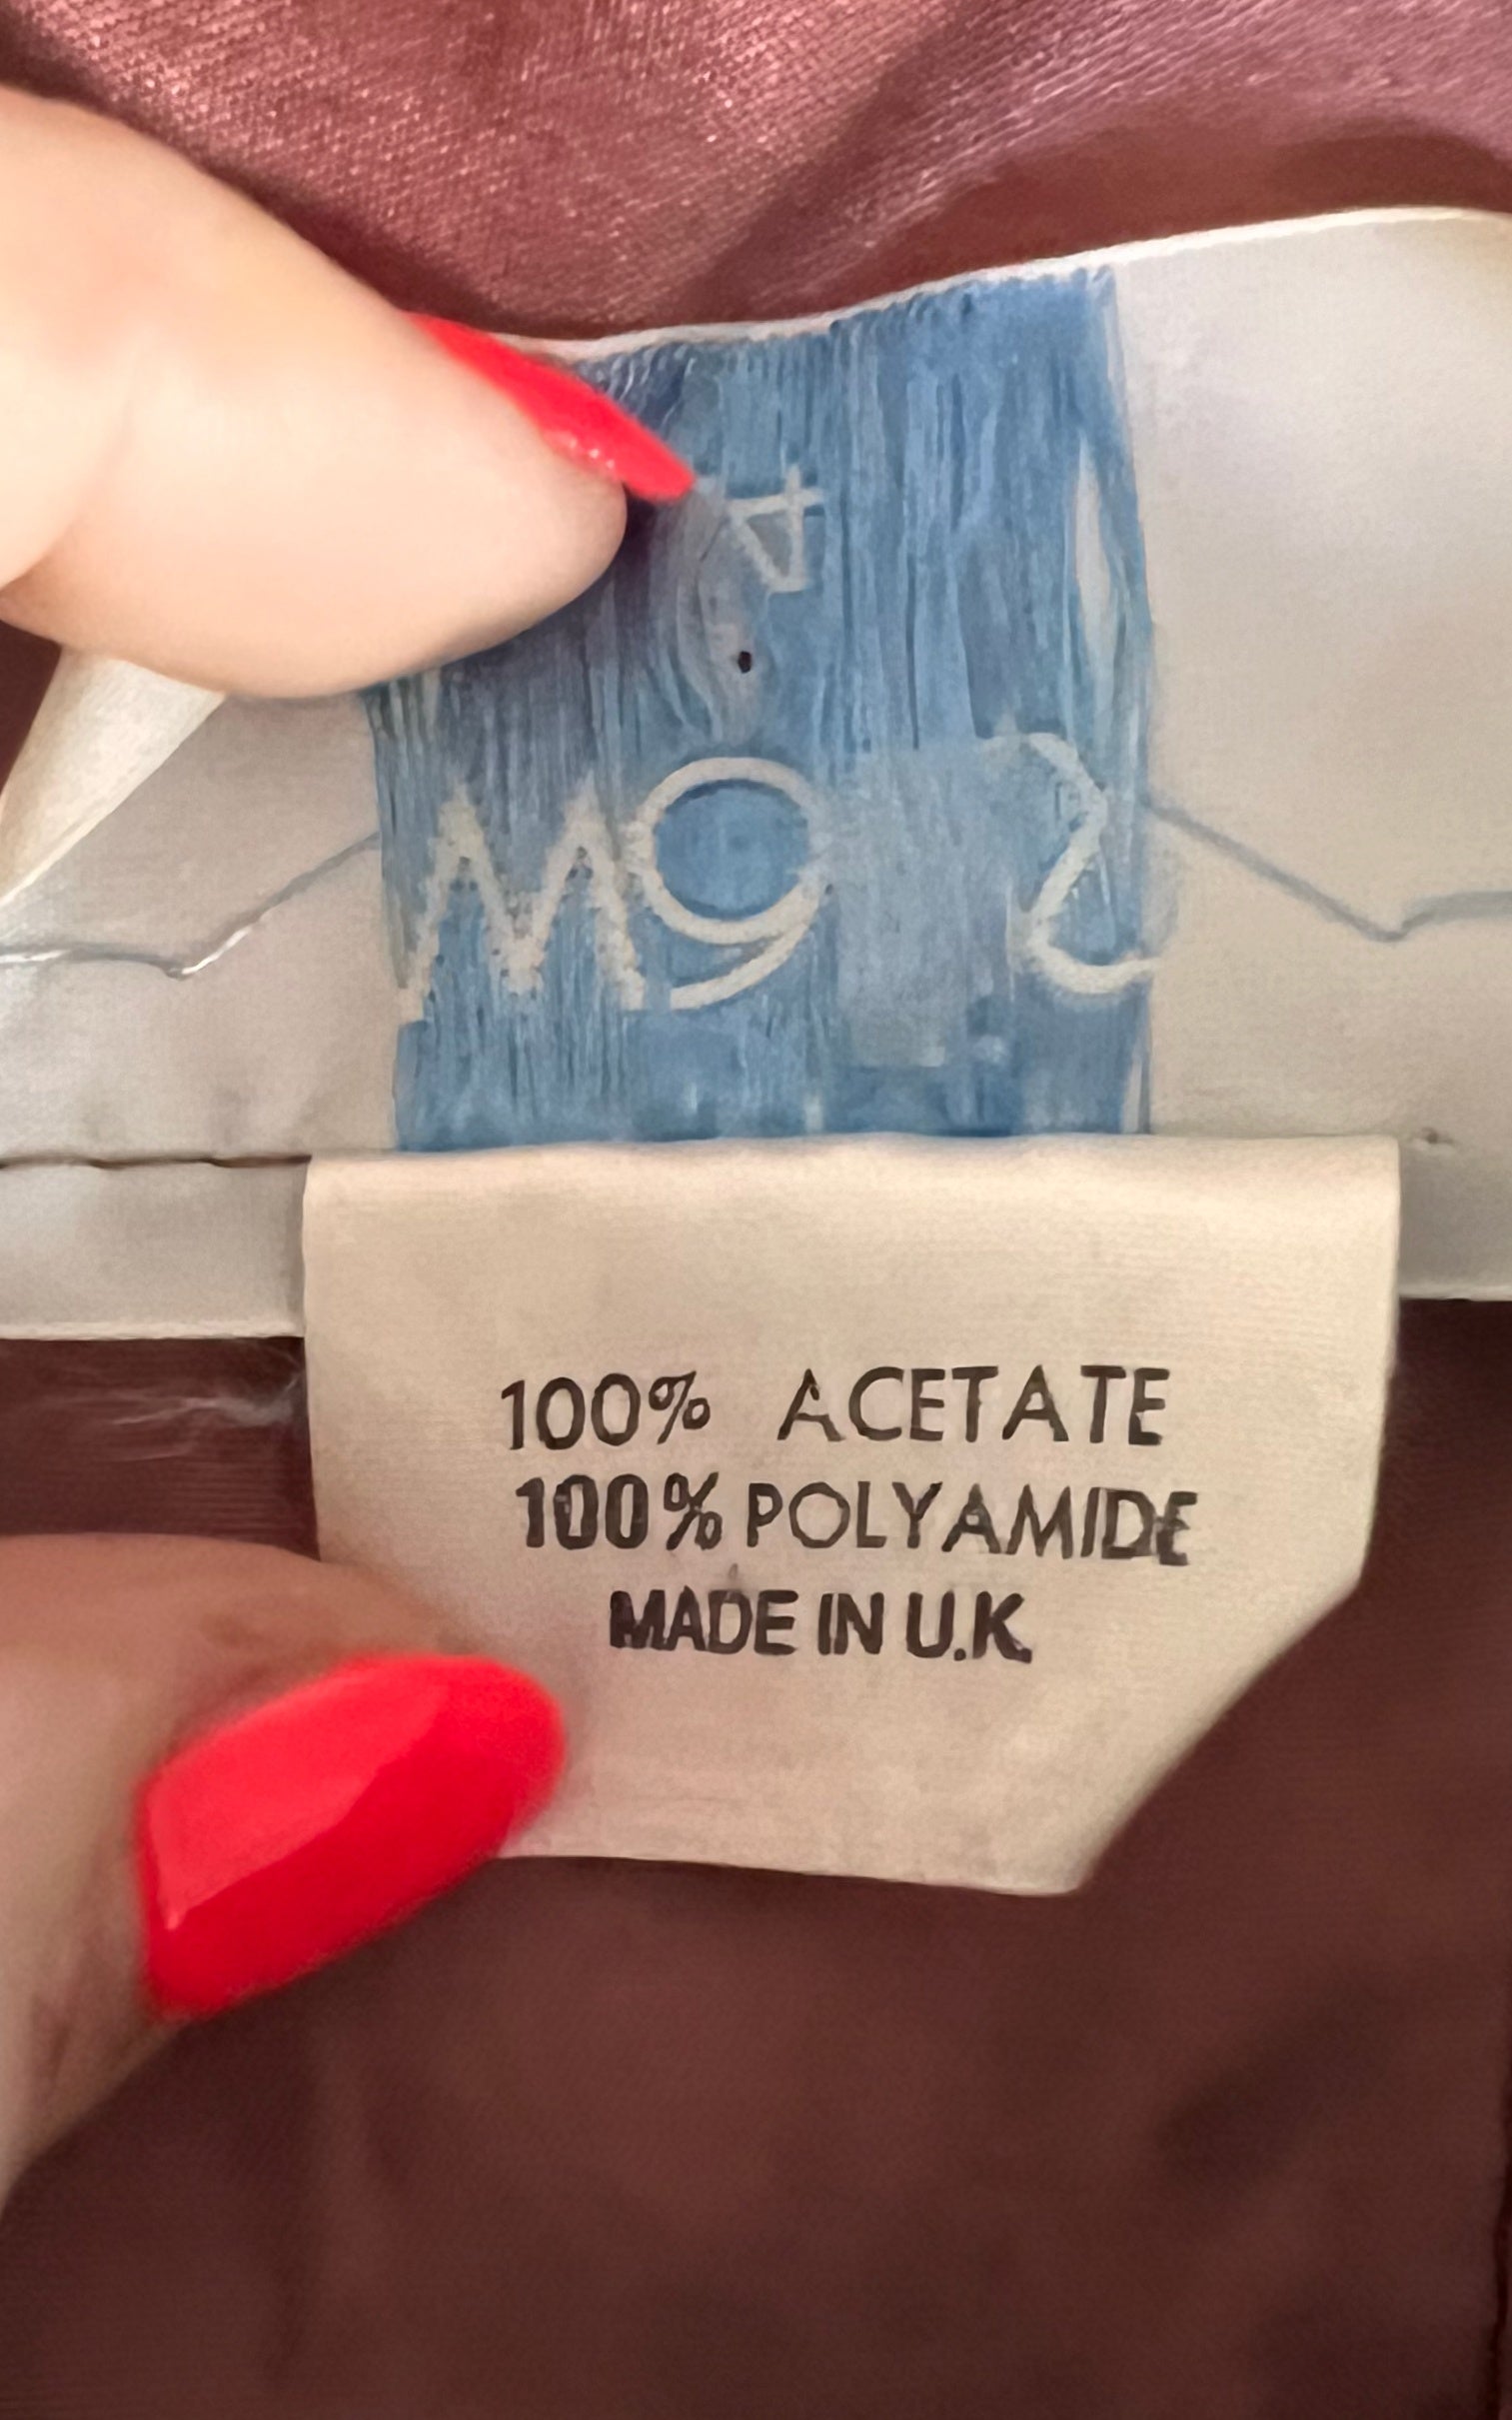 100% ACETATE
100% POLYAMIDE
MADE IN U.K.